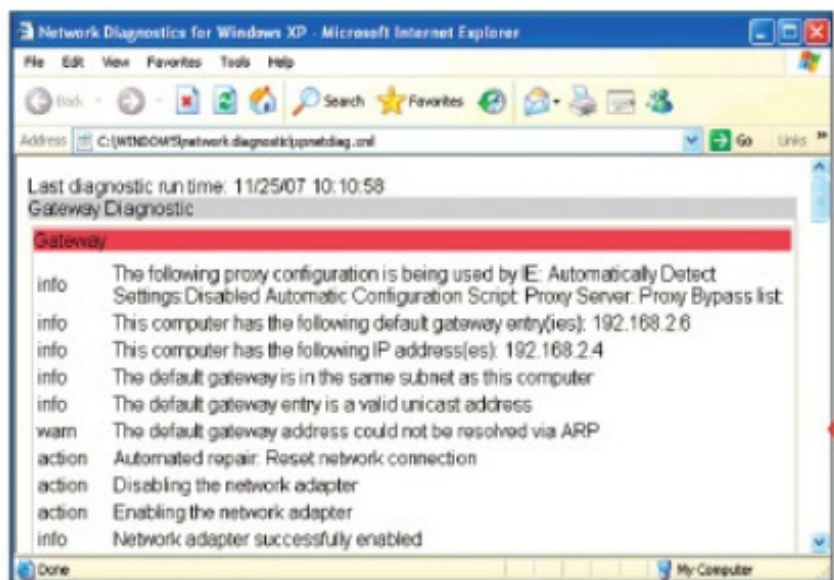 Network Diagnostics for Windows XP - Microsoft Internet Explorer
File Edit View Favorites Tools Help
Back Search Favorites
Address C:\WINDOWS\network diagnostic\xpnetdiag.xml Go Links »
Last diagnostic run time: 11/25/07 10:10:58
Gateway Diagnostic
Gateway
info The following proxy configuration is being used by IE: Automatically Detect
Settings:Disabled Automatic Configuration Script: Proxy Server: Proxy Bypass list:
info This computer has the following default gateway entry(ies): 192.168.2.6
info This computer has the following IP address(es): 192.168.2.4
info The default gateway is in the same subnet as this computer
info The default gateway entry is a valid unicast address
warn The default gateway address could not be resolved via ARP
action Automated repair: Reset network connection
action Disabling the network adapter
action Enabling the network adapter
info Network adapter successfully enabled
Done My Computer